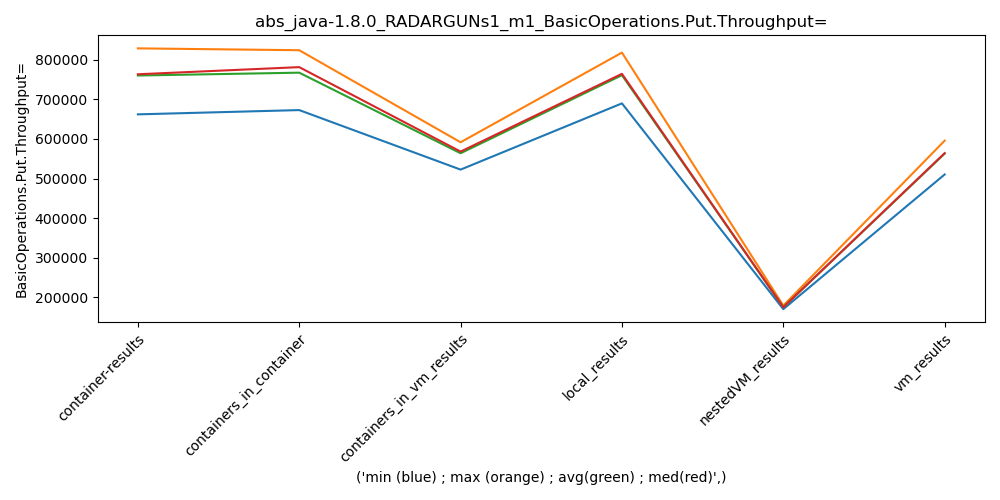 abs_java-1.8.0_RADARGUNs1_m1_BasicOperations.Put.Throughput=
BasicOperations.Put.Throughput=
800000
700000
600000
500000
400000
300000
200000
container-results
containers_in_container
containers_in_vm_results
local_results
nestedVM_results
vm_results
('min (blue) ; max (orange) ; avg(green) ; med(red)',)